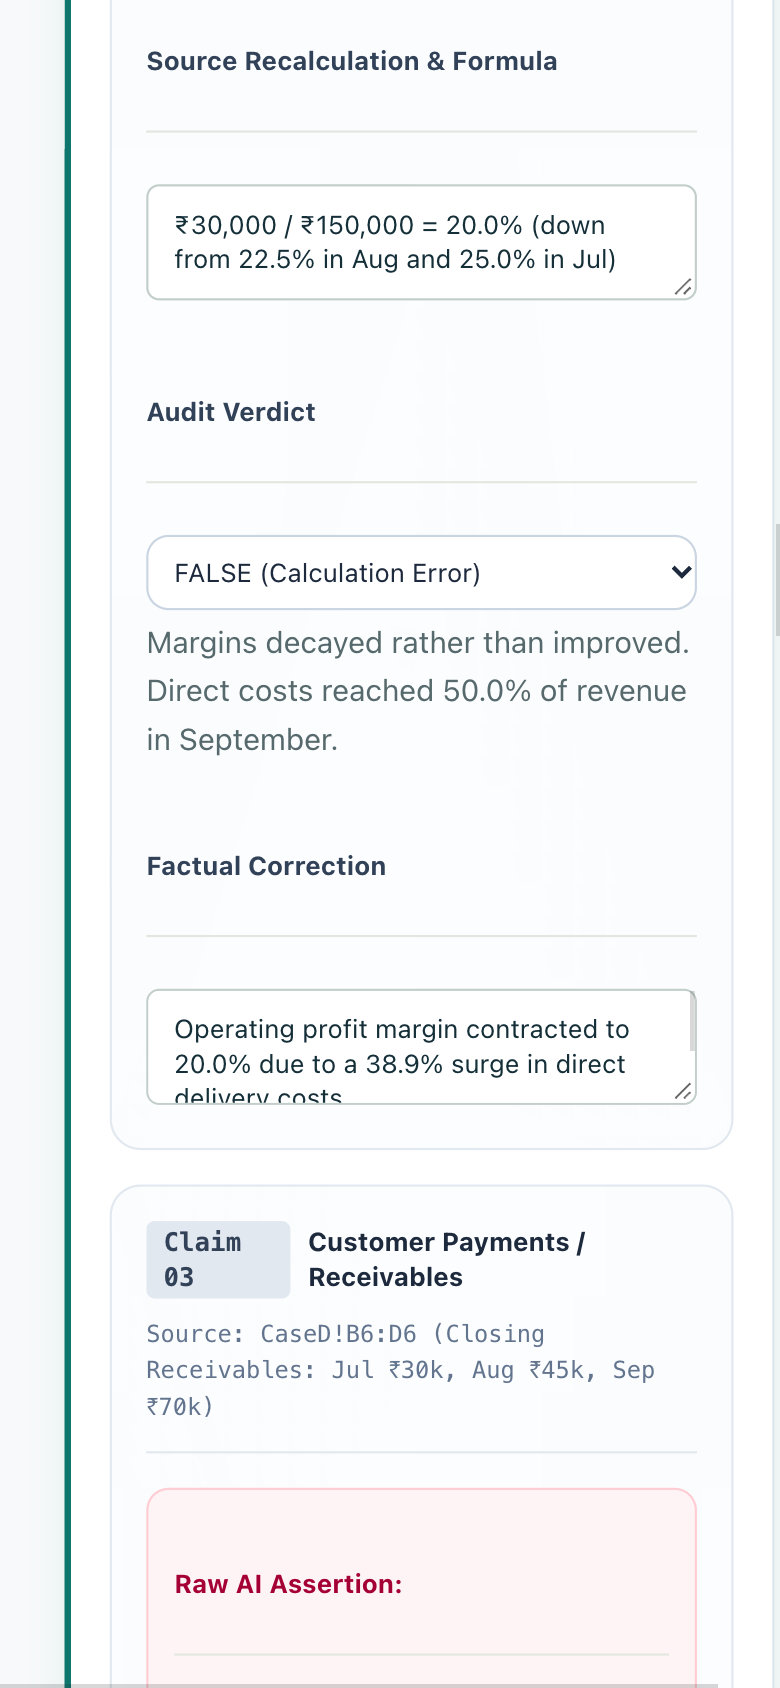 Source Recalculation & Formula
₹30,000 / ₹150,000 = 20.0% (down
from 22.5% in Aug and 25.0% in Jul)
Audit Verdict
FALSE (Calculation Error)
Margins decayed rather than improved.
Direct costs reached 50.0% of revenue
in September.
Factual Correction
Operating profit margin contracted to
20.0% due to a 38.9% surge in direct
delivery costs
Claim
03
Customer Payments /
Receivables
Source: CaseD!B6:D6 (Closing
Receivables: Jul ₹30k, Aug ₹45k, Sep
₹70k)
Raw AI Assertion: